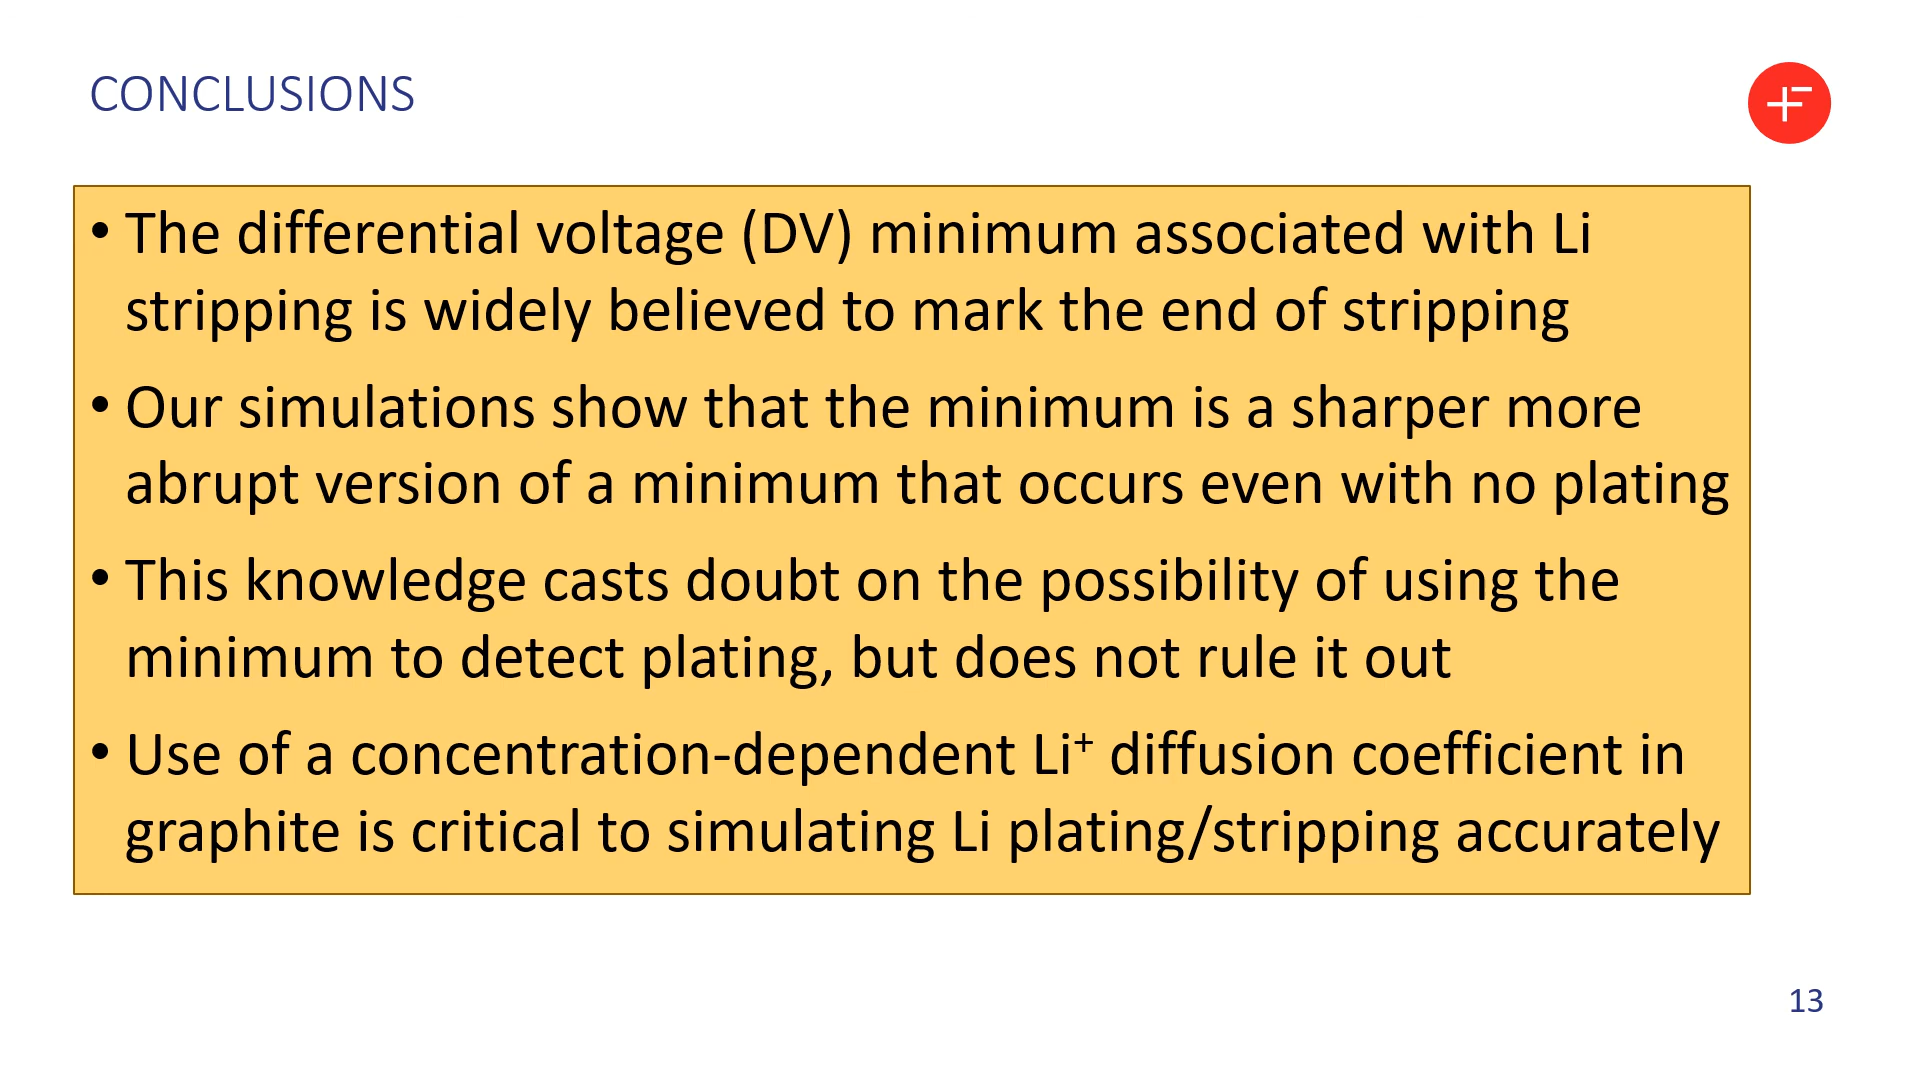 CONCLUSIONS
• The differential voltage (DV) minimum associated with Li
stripping is widely believed to mark the end of stripping
• Our simulations show that the minimum is a sharper more
abrupt version of a minimum that occurs even with no plating
• This knowledge casts doubt on the possibility of using the
minimum to detect plating, but does not rule it out
• Use of a concentration-dependent Li⁺ diffusion coefficient in
graphite is critical to simulating Li plating/stripping accurately
13